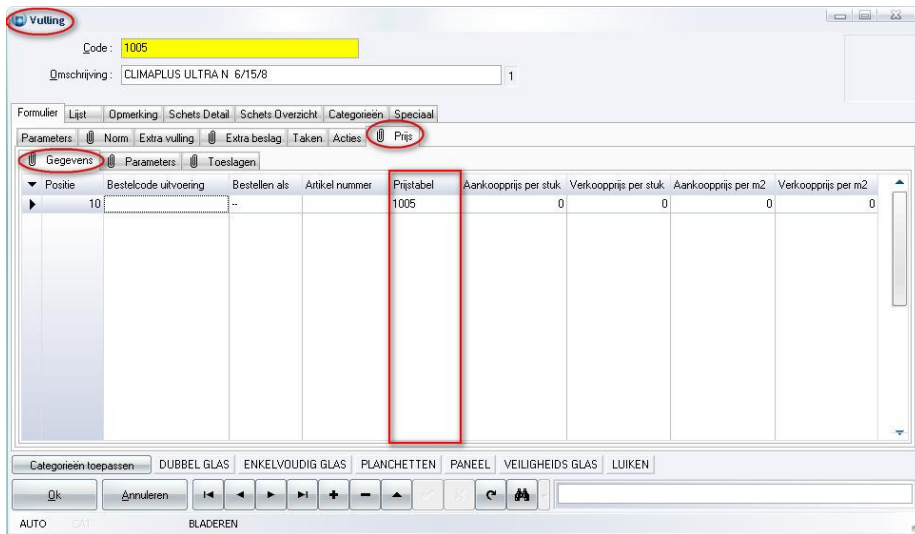 Vulling
Code : 1005
Omschrijving : CLIMAPLUS ULTRA N 6/15/8 1
Formulier Lijst Opmerking Schets Detail Schets Overzicht Categorieën Speciaal
Parameters Norm Extra vulling Extra beslag Taken Acties Prijs
Gegevens Parameters Toeslagen
Positie Bestelcode uitvoering Bestellen als Artikel nummer Prijstabel Aankoopprijs per stuk Verkoopprijs per stuk Aankoopprijs per m2 Verkoopprijs per m2
10 -- 1005 0 0 0 0
Categorieën toepassen DUBBEL GLAS ENKELVOUDIG GLAS PLANCHETTEN PANEEL VEILIGHEIDS GLAS LUIKEN
Ok Annuleren
AUTO CAT BLADEREN